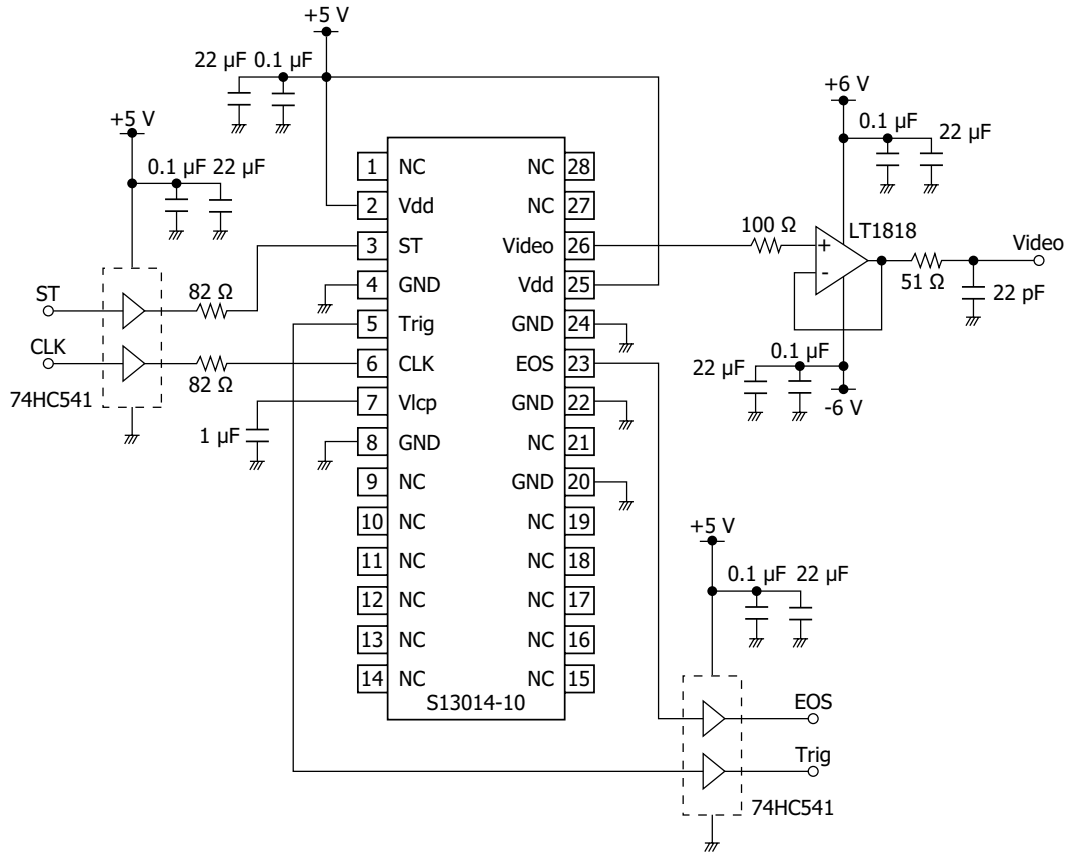 +5 V
22 µF 0.1 µF
+5 V
0.1 µF 22 µF
ST
CLK
82 Ω
82 Ω
74HC541
1 µF
1 NC
2 Vdd
3 ST
4 GND
5 Trig
6 CLK
7 Vlcp
8 GND
9 NC
10 NC
11 NC
12 NC
13 NC
14 NC
NC 28
NC 27
Video 26
Vdd 25
GND 24
EOS 23
GND 22
NC 21
GND 20
NC 19
NC 18
NC 17
NC 16
NC 15
S13014-10
+6 V
0.1 µF 22 µF
100 Ω
LT1818
+
-
51 Ω
Video
22 pF
22 µF 0.1 µF
-6 V
+5 V
0.1 µF 22 µF
EOS
Trig
74HC541